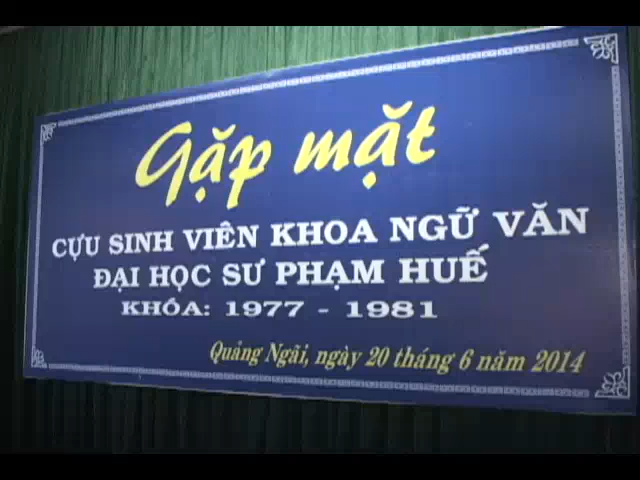 Gặp mặt
CỰU SINH VIÊN KHOA NGỮ VĂN
ĐẠI HỌC SƯ PHẠM HUẾ
KHÓA: 1977 - 1981
Quảng Ngãi, ngày 20 tháng 6 năm 2014